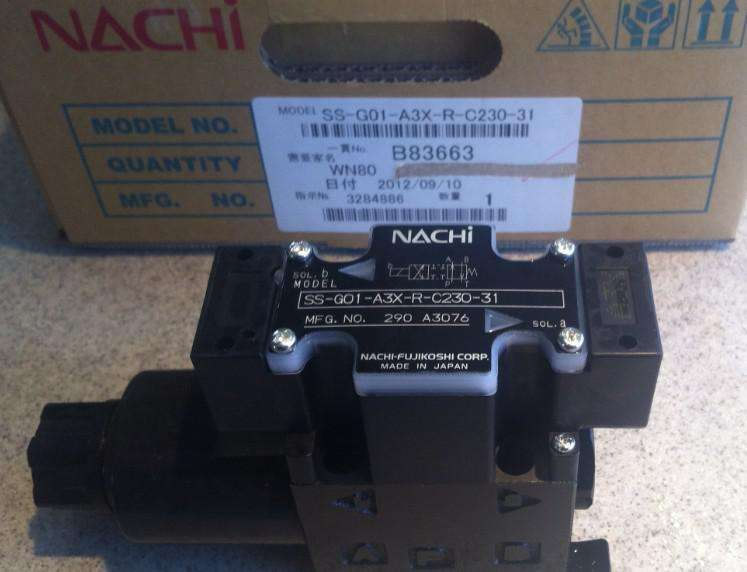 NACHi
MODEL NO.
QUANTITY
MFG. NO.
MODEL SS-G01-A3X-R-C230-31
一貫No. B83663
需要家名
WN80
日付 2012/09/10
指示No. 3284886 数量 1
NACHi
SOL.b
A B
P T
MODEL
SS-G01-A3X-R-C230-31
MFG. NO. 290 A3076
SOL.a
NACHI-FUJIKOSHI CORP.
MADE IN JAPAN